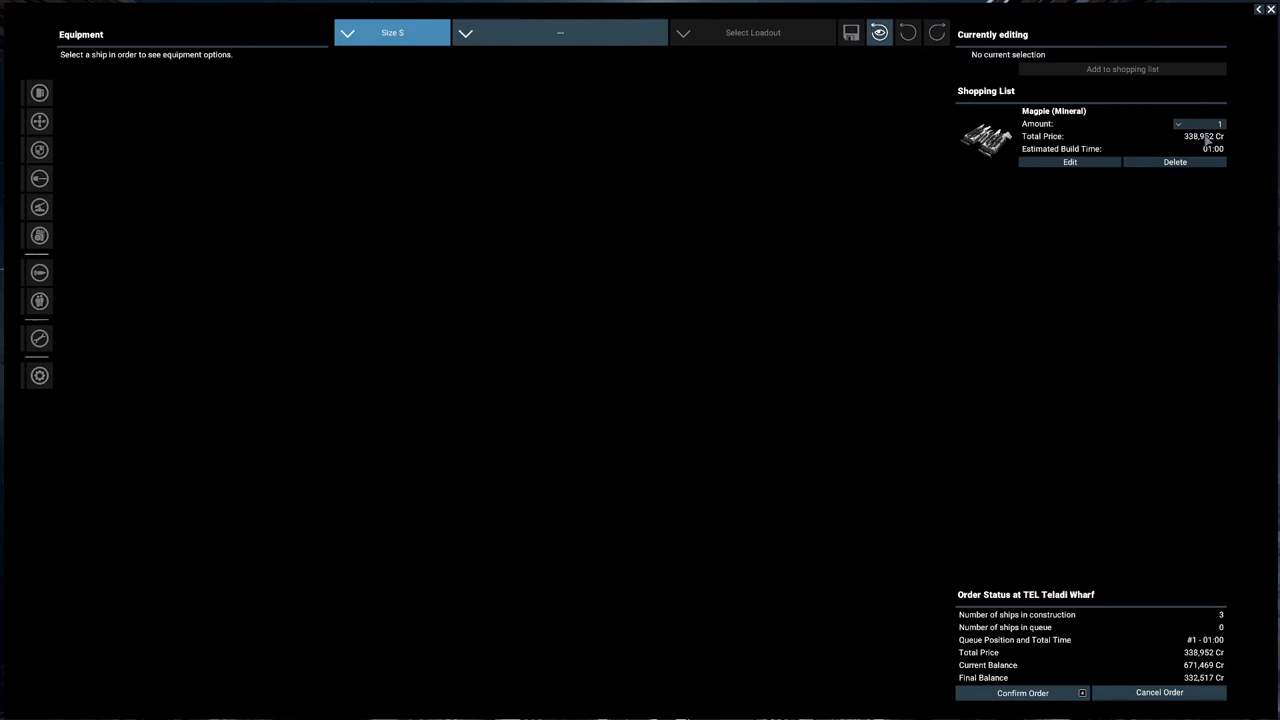 Equipment
Select a ship in order to see equipment options.
Size S
---
Select Loadout
Currently editing
No current selection
Add to shopping list
Shopping List
Magpie (Mineral)
Amount: 1
Total Price: 338,952 Cr
Estimated Build Time: 01:00
Edit
Delete
Order Status at TEL Teladi Wharf
Number of ships in construction 3
Number of ships in queue 0
Queue Position and Total Time #1 - 01:00
Total Price 338,952 Cr
Current Balance 671,469 Cr
Final Balance 332,517 Cr
Confirm Order
Cancel Order